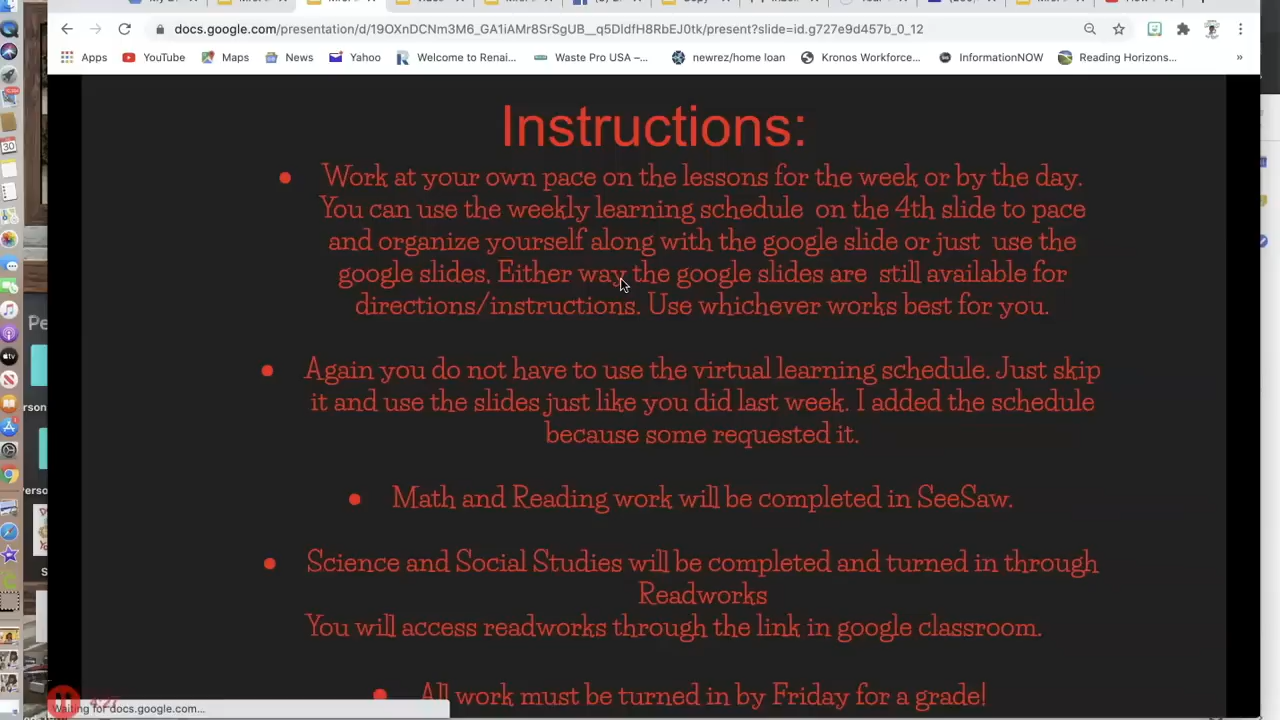 docs.google.com/presentation/d/19OXnDCNm3M6_GA1iAMr8SrSgUB__q5DldfH8RbEJ0tk/present?slide=id.g727e9d457b_0_12
Apps YouTube Maps News Yahoo Welcome to Renai... Waste Pro USA –... newrez/home loan Kronos Workforce... InformationNOW Reading Horizons... »
Instructions:
Work at your own pace on the lessons for the week or by the day.
You can use the weekly learning schedule on the 4th slide to pace
and organize yourself along with the google slide or just use the
google slides. Either way the google slides are still available for
directions/instructions. Use whichever works best for you.
Again you do not have to use the virtual learning schedule. Just skip
it and use the slides just like you did last week. I added the schedule
because some requested it.
Math and Reading work will be completed in SeeSaw.
Science and Social Studies will be completed and turned in through
Readworks
You will access readworks through the link in google classroom.
All work must be turned in by Friday for a grade!
Waiting for docs.google.com...